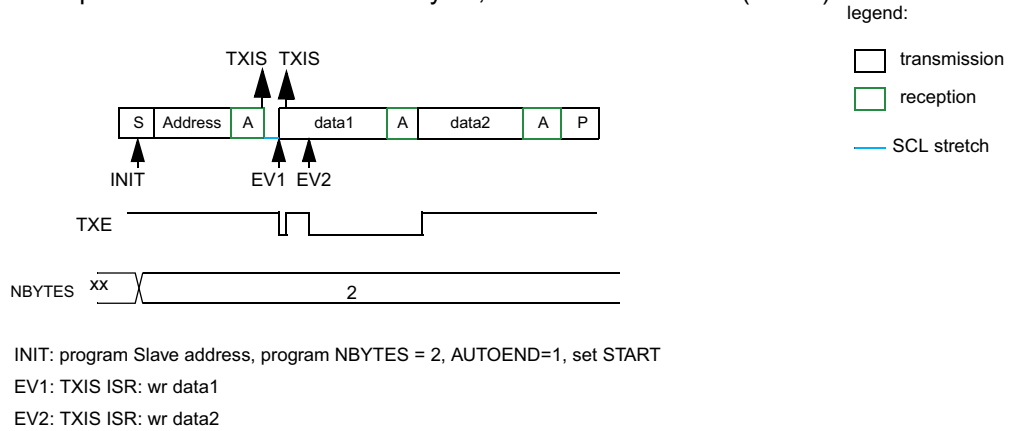 legend:
transmission
reception
SCL stretch
TXIS TXIS
S Address A data1 A data2 A P
INIT EV1 EV2
TXE
NBYTES xx 2
INIT: program Slave address, program NBYTES = 2, AUTOEND=1, set START
EV1: TXIS ISR: wr data1
EV2: TXIS ISR: wr data2